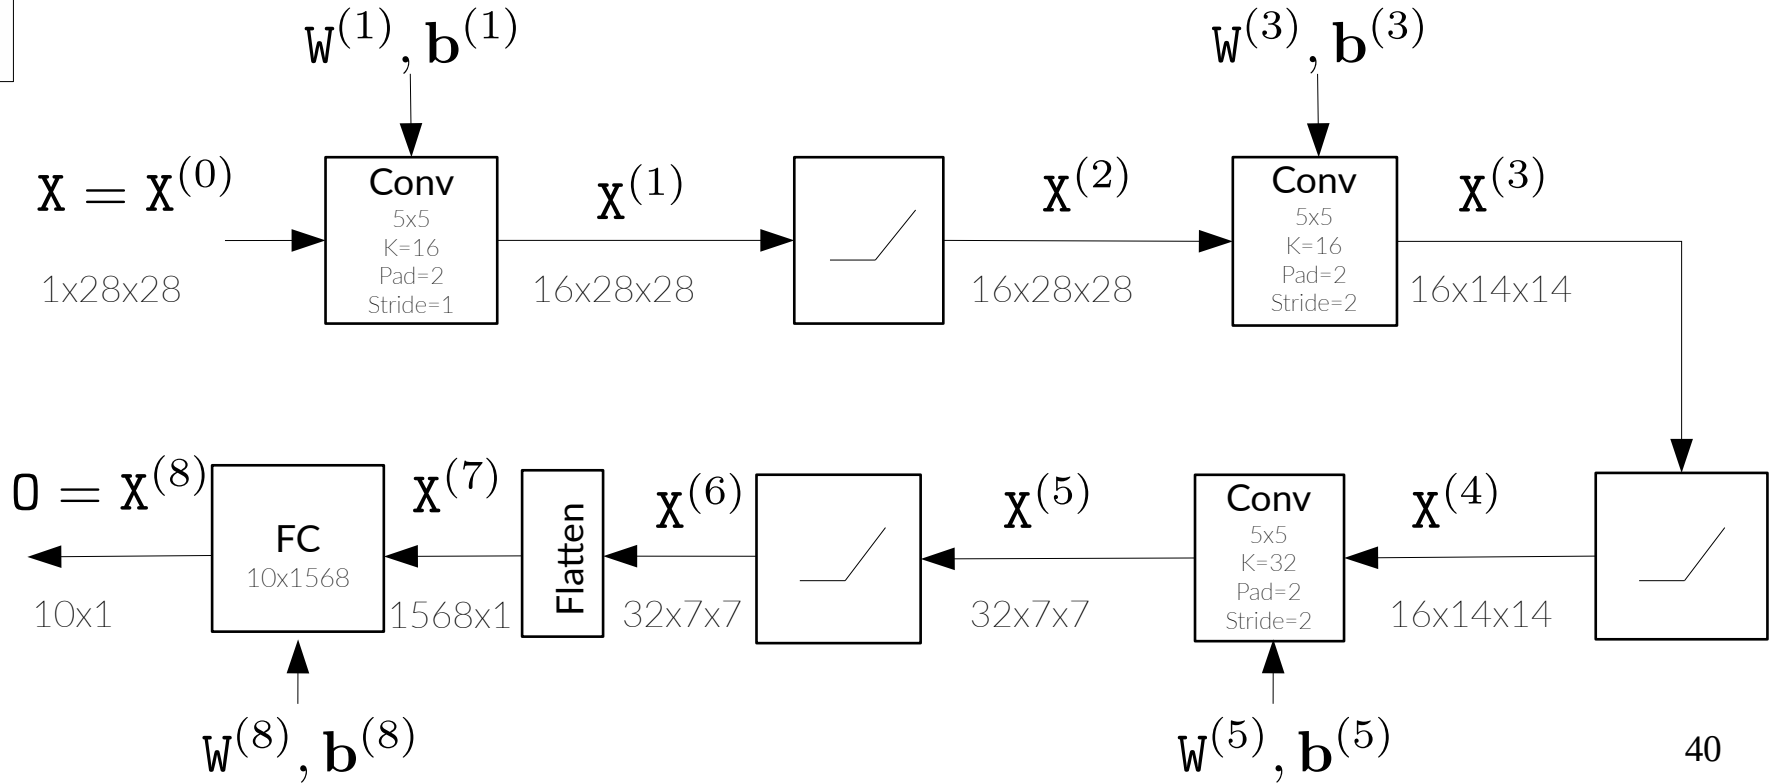 W^(1), b^(1)
W^(3), b^(3)
X = X^(0)
1x28x28
Conv
5x5
K=16
Pad=2
Stride=1
X^(1)
16x28x28
X^(2)
16x28x28
Conv
5x5
K=16
Pad=2
Stride=2
X^(3)
16x14x14
O = X^(8)
10x1
FC
10x1568
X^(7)
1568x1
Flatten
X^(6)
32x7x7
X^(5)
32x7x7
Conv
5x5
K=32
Pad=2
Stride=2
X^(4)
16x14x14
W^(8), b^(8)
W^(5), b^(5)
40